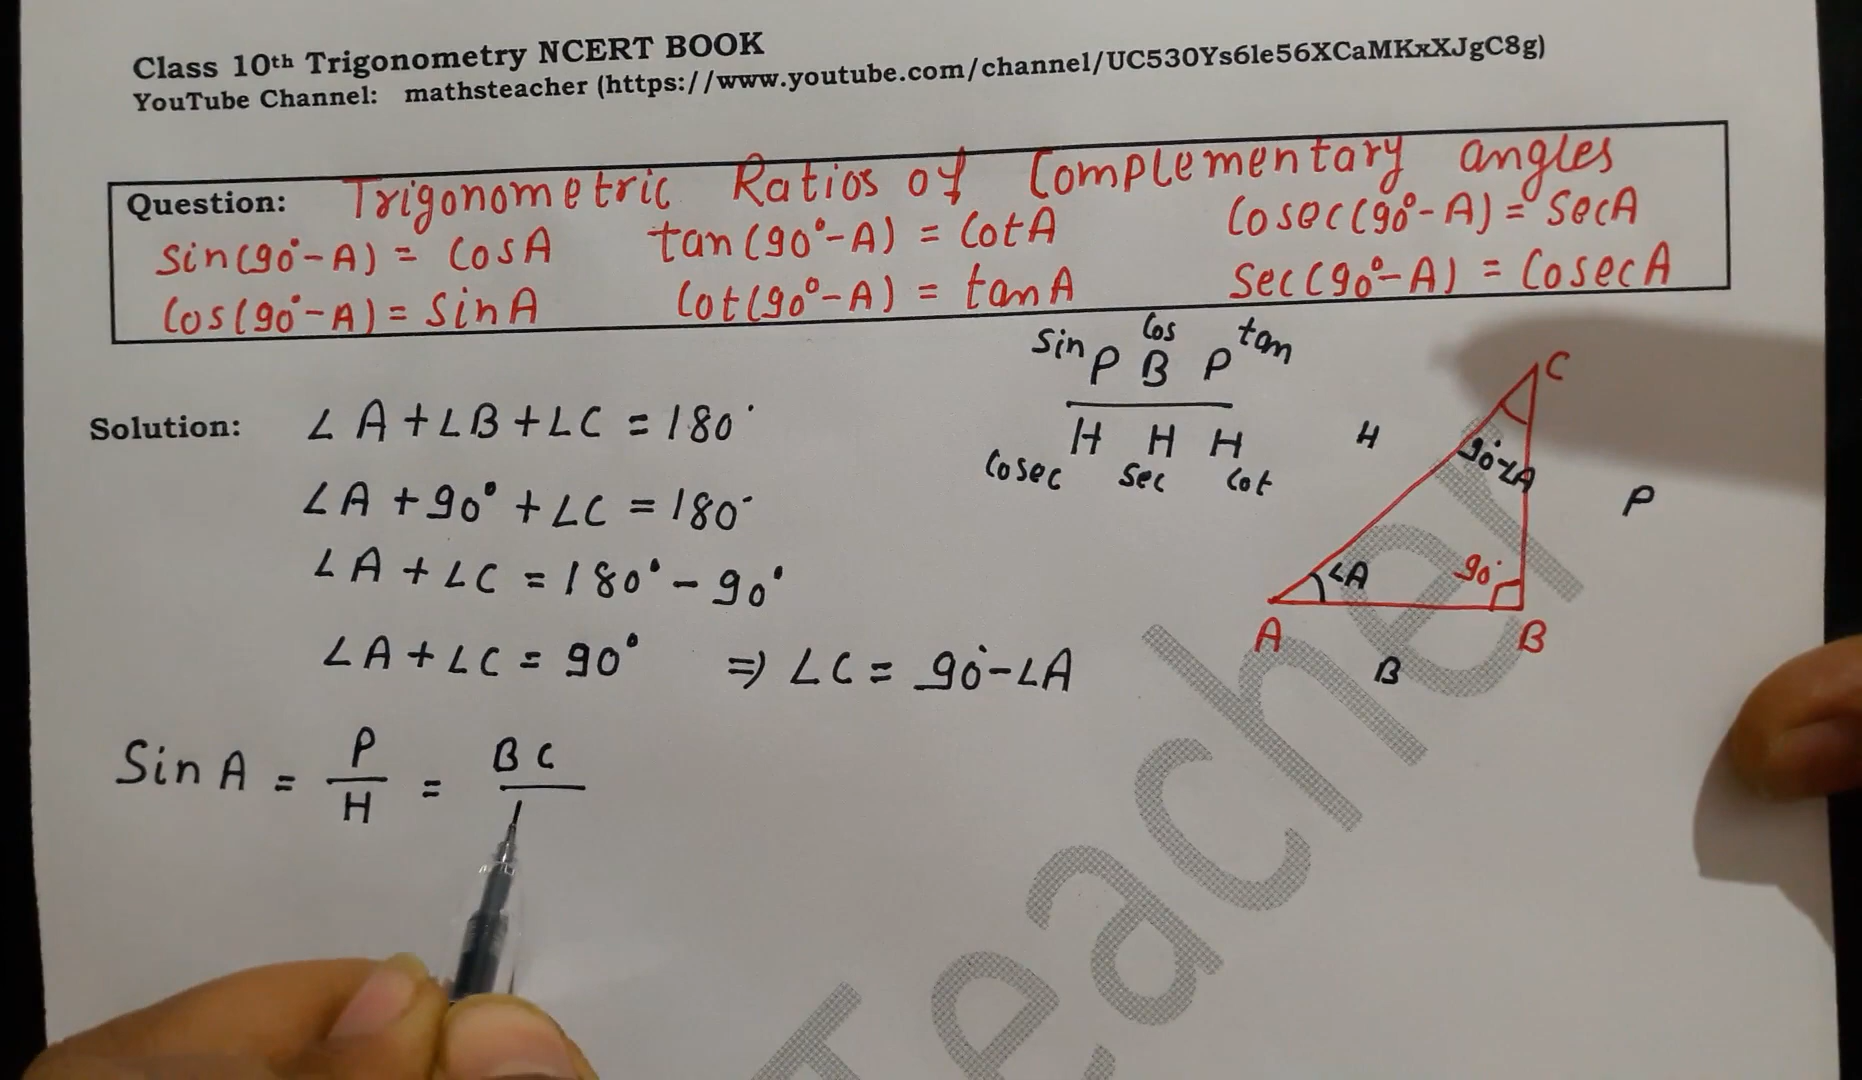 Class 10th Trigonometry NCERT BOOK
YouTube Channel: mathsteacher (https://www.youtube.com/channel/UC530Ys6le56XCaMKxXJgC8g)
Question: Trigonometric Ratios of Complementary angles
sin(90°-A) = CosA tan(90°-A) = CotA Cosec(90°-A) = SecA
Cos(90°-A) = SinA Cot(90°-A) = tanA Sec(90°-A) = CosecA
sin Cos tan
P B P
H H H
Cosec Sec Cot
Solution: ∠A+∠B+∠C = 180°
∠A+90°+∠C = 180°
∠A+∠C = 180°-90°
∠A+∠C = 90° ⇒ ∠C = 90°-∠A
C
H
90°-∠A
P
∠A 90°
A B
B
Sin A = P/H = BC/
Teacher